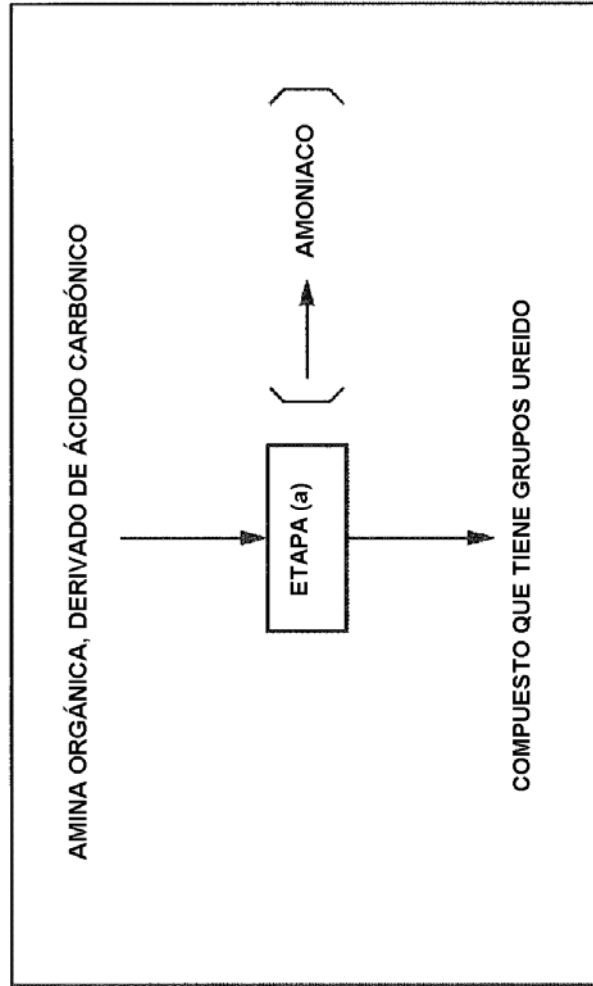 AMINA ORGÁNICA, DERIVADO DE ÁCIDO CARBÓNICO
ETAPA (a)
AMONIACO
COMPUESTO QUE TIENE GRUPOS UREIDO